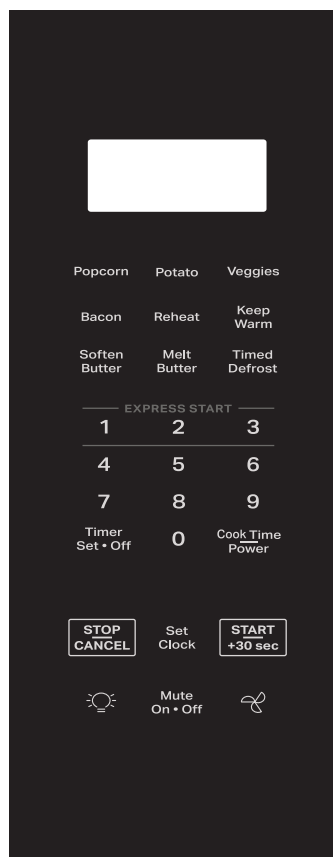 Popcorn Potato Veggies
Bacon Reheat Keep Warm
Soften Butter Melt Butter Timed Defrost
EXPRESS START
1 2 3
4 5 6
7 8 9
Timer Set • Off 0 Cook Time Power
STOP CANCEL Set Clock START +30 sec
Mute On • Off